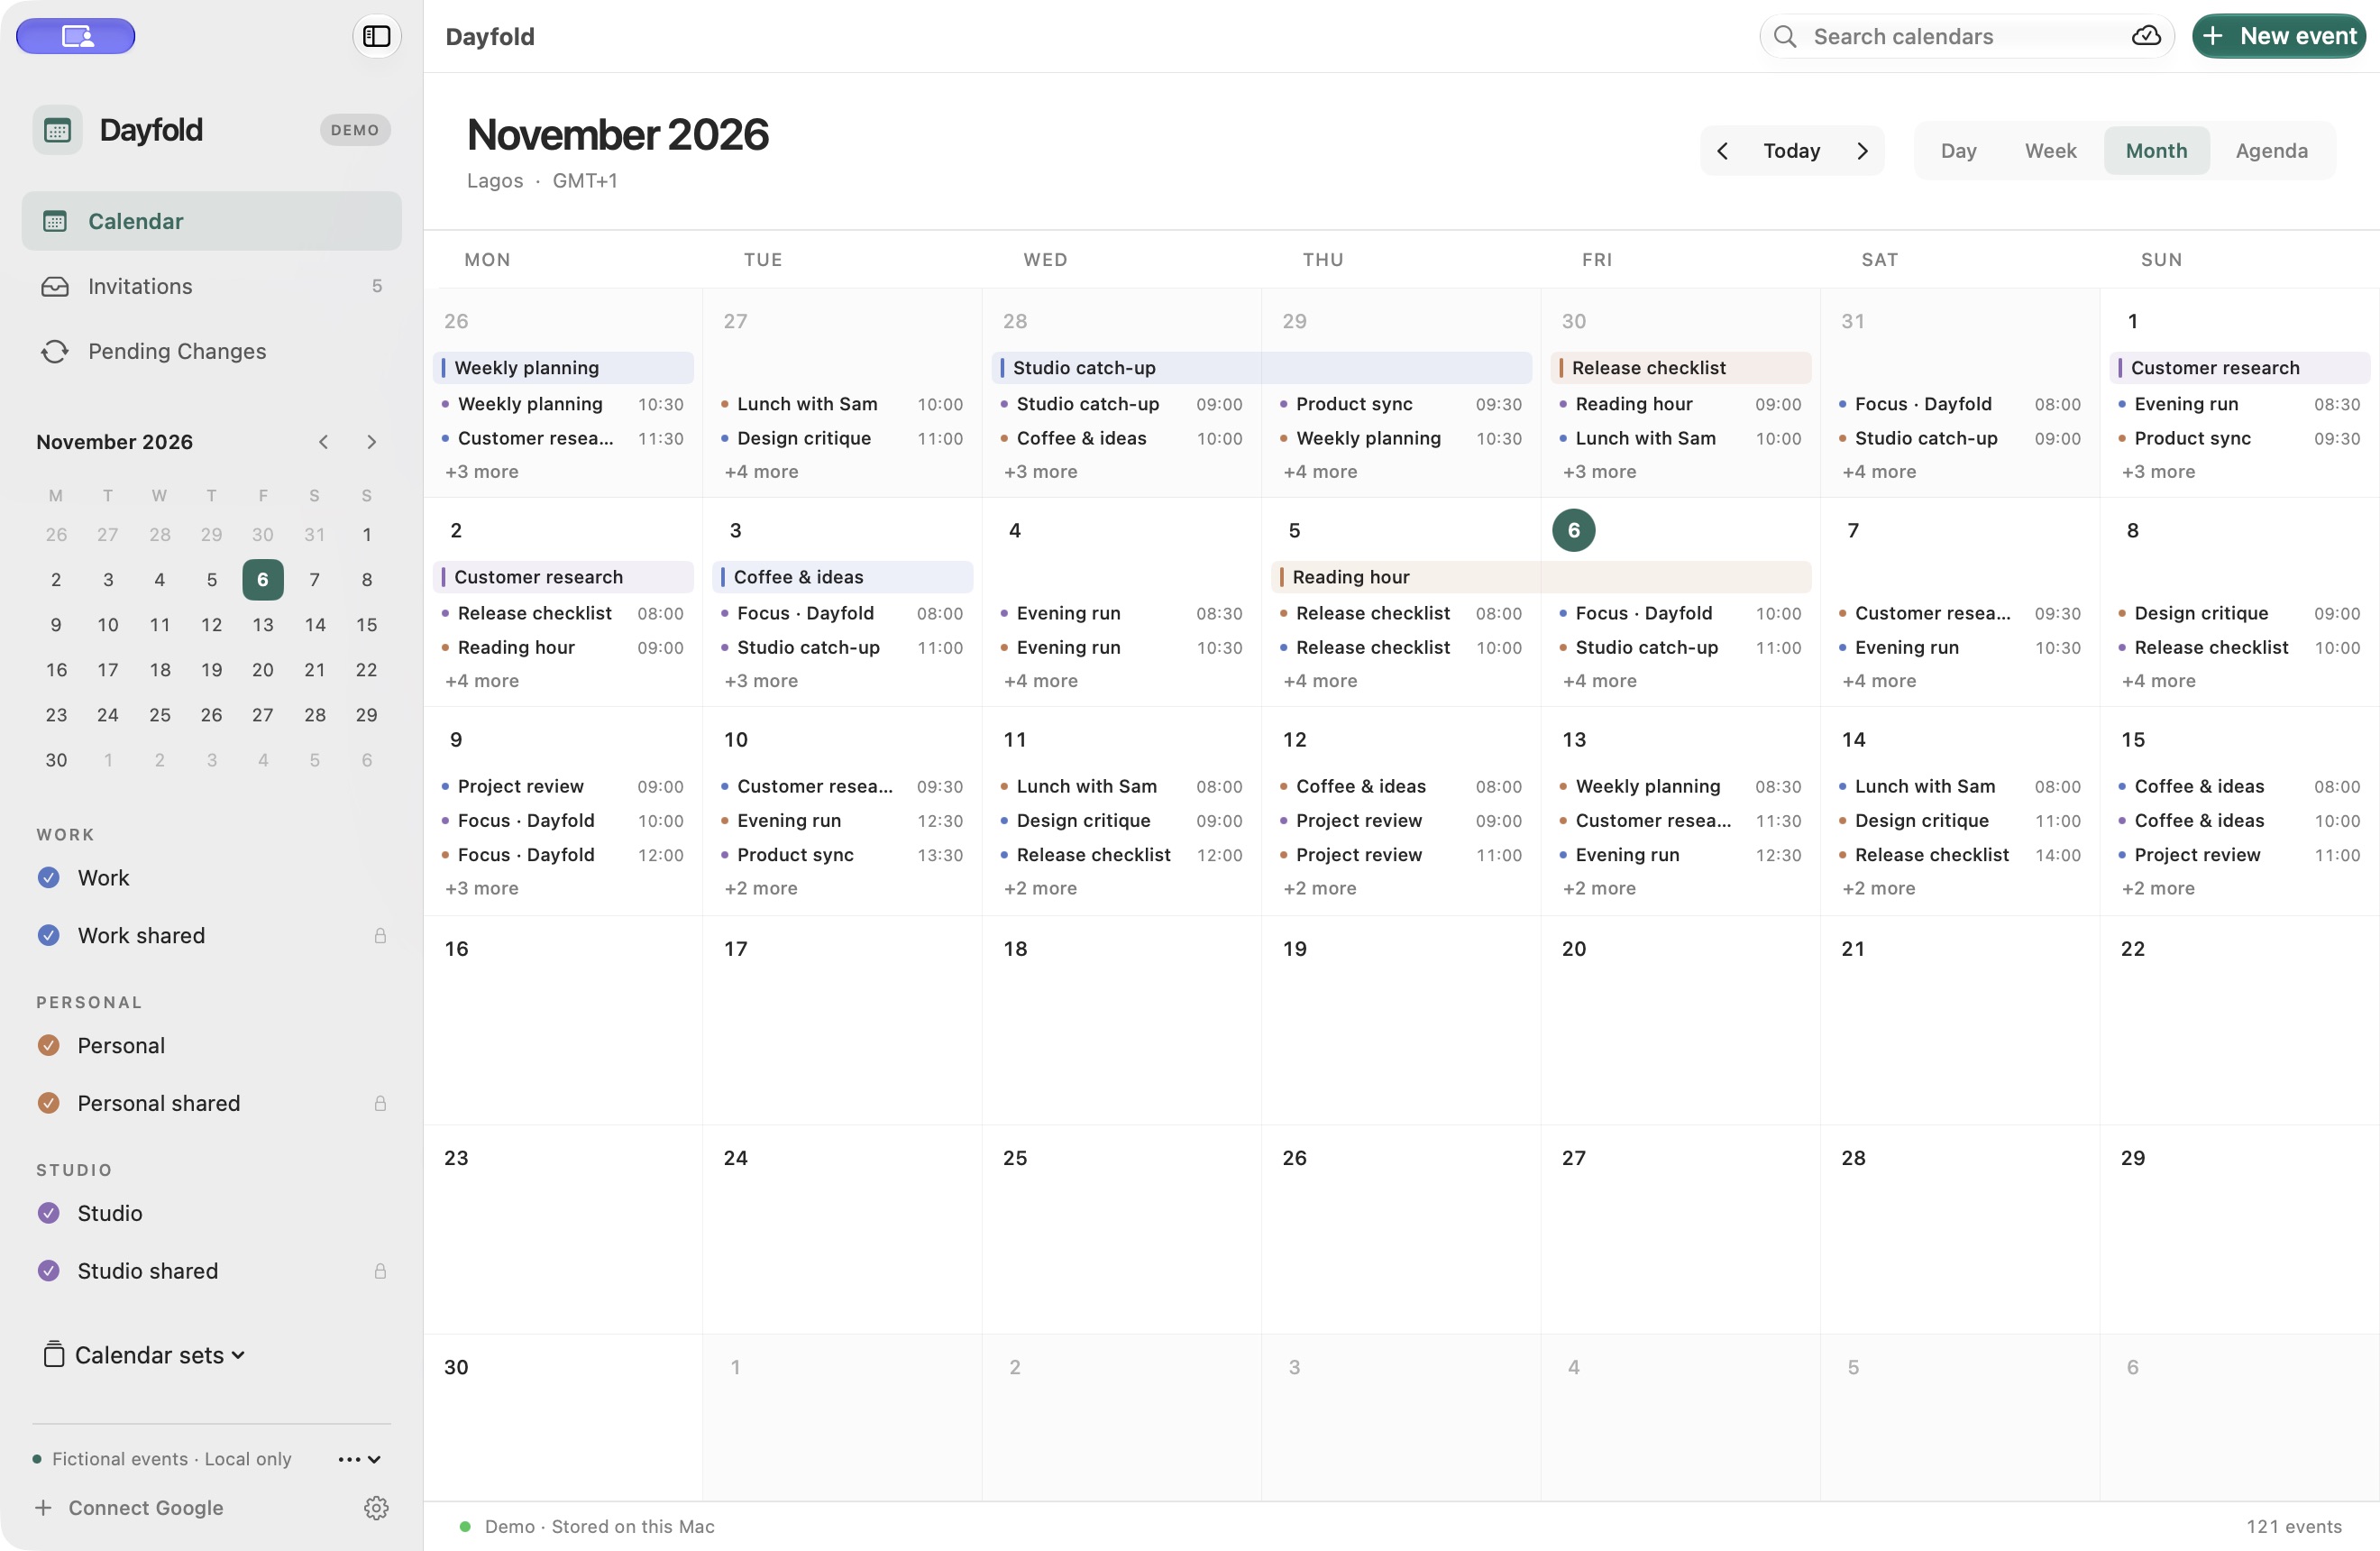 Dayfold
Search calendars
New event
Dayfold
DEMO
Calendar
Invitations 5
Pending Changes
November 2026
M T W T F S S
26 27 28 29 30 31 1
2 3 4 5 6 7 8
9 10 11 12 13 14 15
16 17 18 19 20 21 22
23 24 25 26 27 28 29
30 1 2 3 4 5 6
WORK
Work
Work shared
PERSONAL
Personal
Personal shared
STUDIO
Studio
Studio shared
Calendar sets
Fictional events · Local only
Connect Google
November 2026
Lagos · GMT+1
Today
Day Week Month Agenda
MON TUE WED THU FRI SAT SUN
26 27 28 29 30 31 1
Weekly planning Studio catch-up Release checklist Customer research
Weekly planning 10:30 Lunch with Sam 10:00 Studio catch-up 09:00 Product sync 09:30 Reading hour 09:00 Focus · Dayfold 08:00 Evening run 08:30
Customer resea... 11:30 Design critique 11:00 Coffee & ideas 10:00 Weekly planning 10:30 Lunch with Sam 10:00 Studio catch-up 09:00 Product sync 09:30
+3 more +4 more +3 more +4 more +3 more +4 more +3 more
2 3 4 5 6 7 8
Customer research Coffee & ideas Reading hour
Release checklist 08:00 Focus · Dayfold 08:00 Evening run 08:30 Release checklist 08:00 Focus · Dayfold 10:00 Customer resea... 09:30 Design critique 09:00
Reading hour 09:00 Studio catch-up 11:00 Evening run 10:30 Release checklist 10:00 Studio catch-up 11:00 Evening run 10:30 Release checklist 10:00
+4 more +3 more +4 more +4 more +4 more +4 more +4 more
9 10 11 12 13 14 15
Project review 09:00 Customer resea... 09:30 Lunch with Sam 08:00 Coffee & ideas 08:00 Weekly planning 08:30 Lunch with Sam 08:00 Coffee & ideas 08:00
Focus · Dayfold 10:00 Evening run 12:30 Design critique 09:00 Project review 09:00 Customer resea... 11:30 Design critique 11:00 Coffee & ideas 10:00
Focus · Dayfold 12:00 Product sync 13:30 Release checklist 12:00 Project review 11:00 Evening run 12:30 Release checklist 14:00 Project review 11:00
+3 more +2 more +2 more +2 more +2 more +2 more +2 more
16 17 18 19 20 21 22
23 24 25 26 27 28 29
30 1 2 3 4 5 6
Demo · Stored on this Mac
121 events